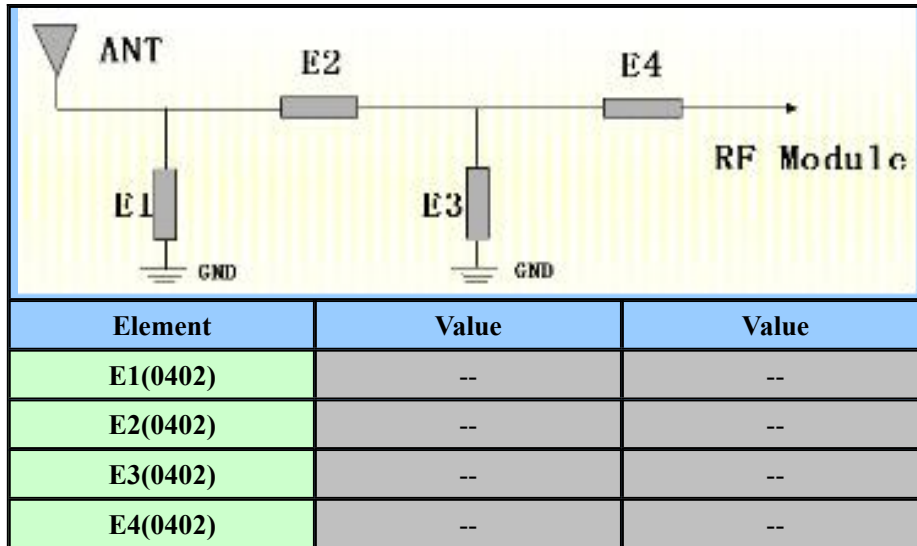 ANT
E2
E4
RF Module
E1
E3
GND
GND
Element Value Value
E1(0402) -- --
E2(0402) -- --
E3(0402) -- --
E4(0402) -- --